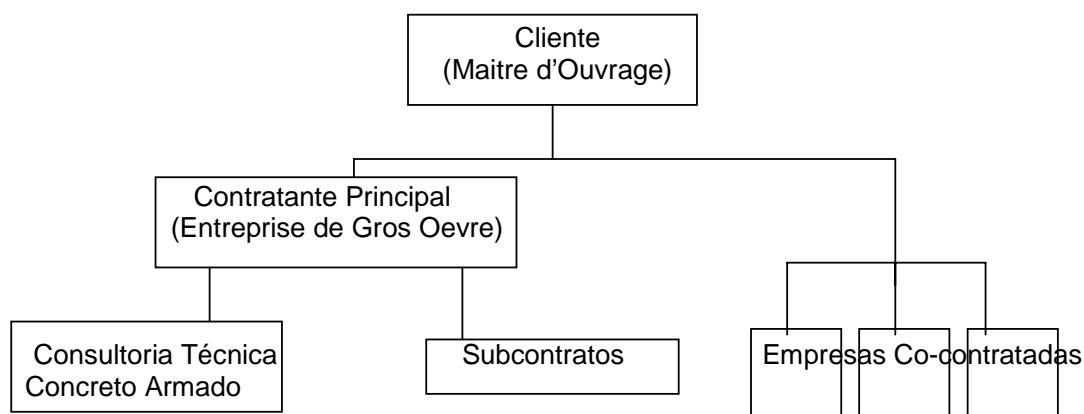 Cliente
(Maitre d'Ouvrage)
Contratante Principal
(Entreprise de Gros Oevre)
Consultoria Técnica
Concreto Armado
Subcontratos
Empresas Co-contratadas